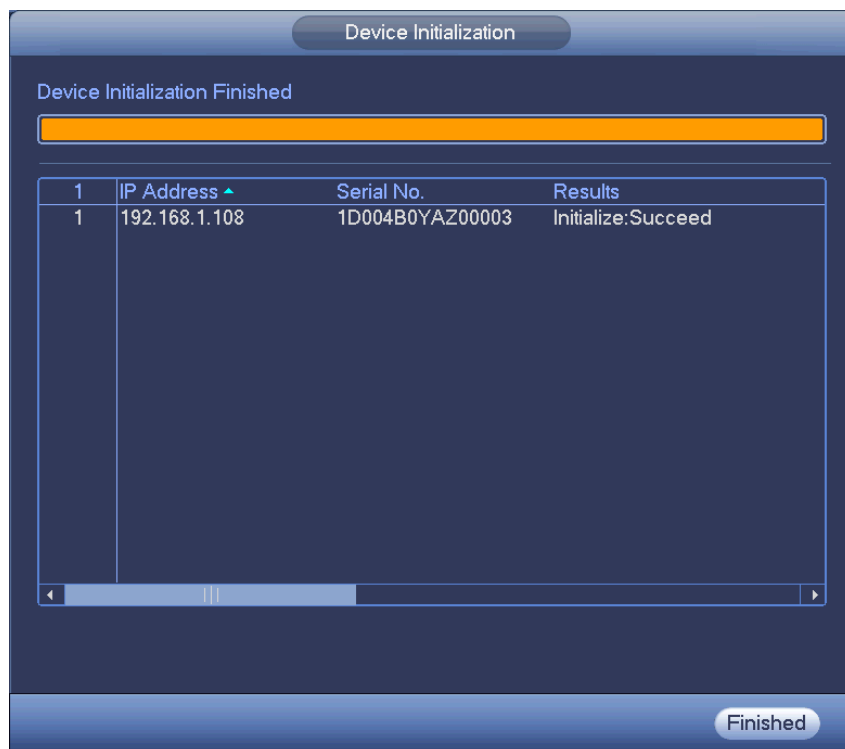 Device Initialization
Device Initialization Finished
1 IP Address Serial No. Results
1 192.168.1.108 1D004B0YAZ00003 Initialize:Succeed
Finished